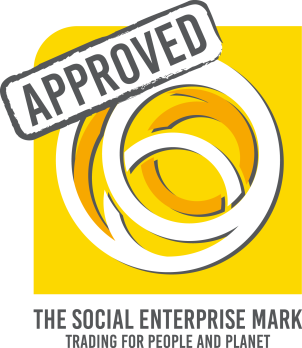 APPROVED
THE SOCIAL ENTERPRISE MARK
TRADING FOR PEOPLE AND PLANET